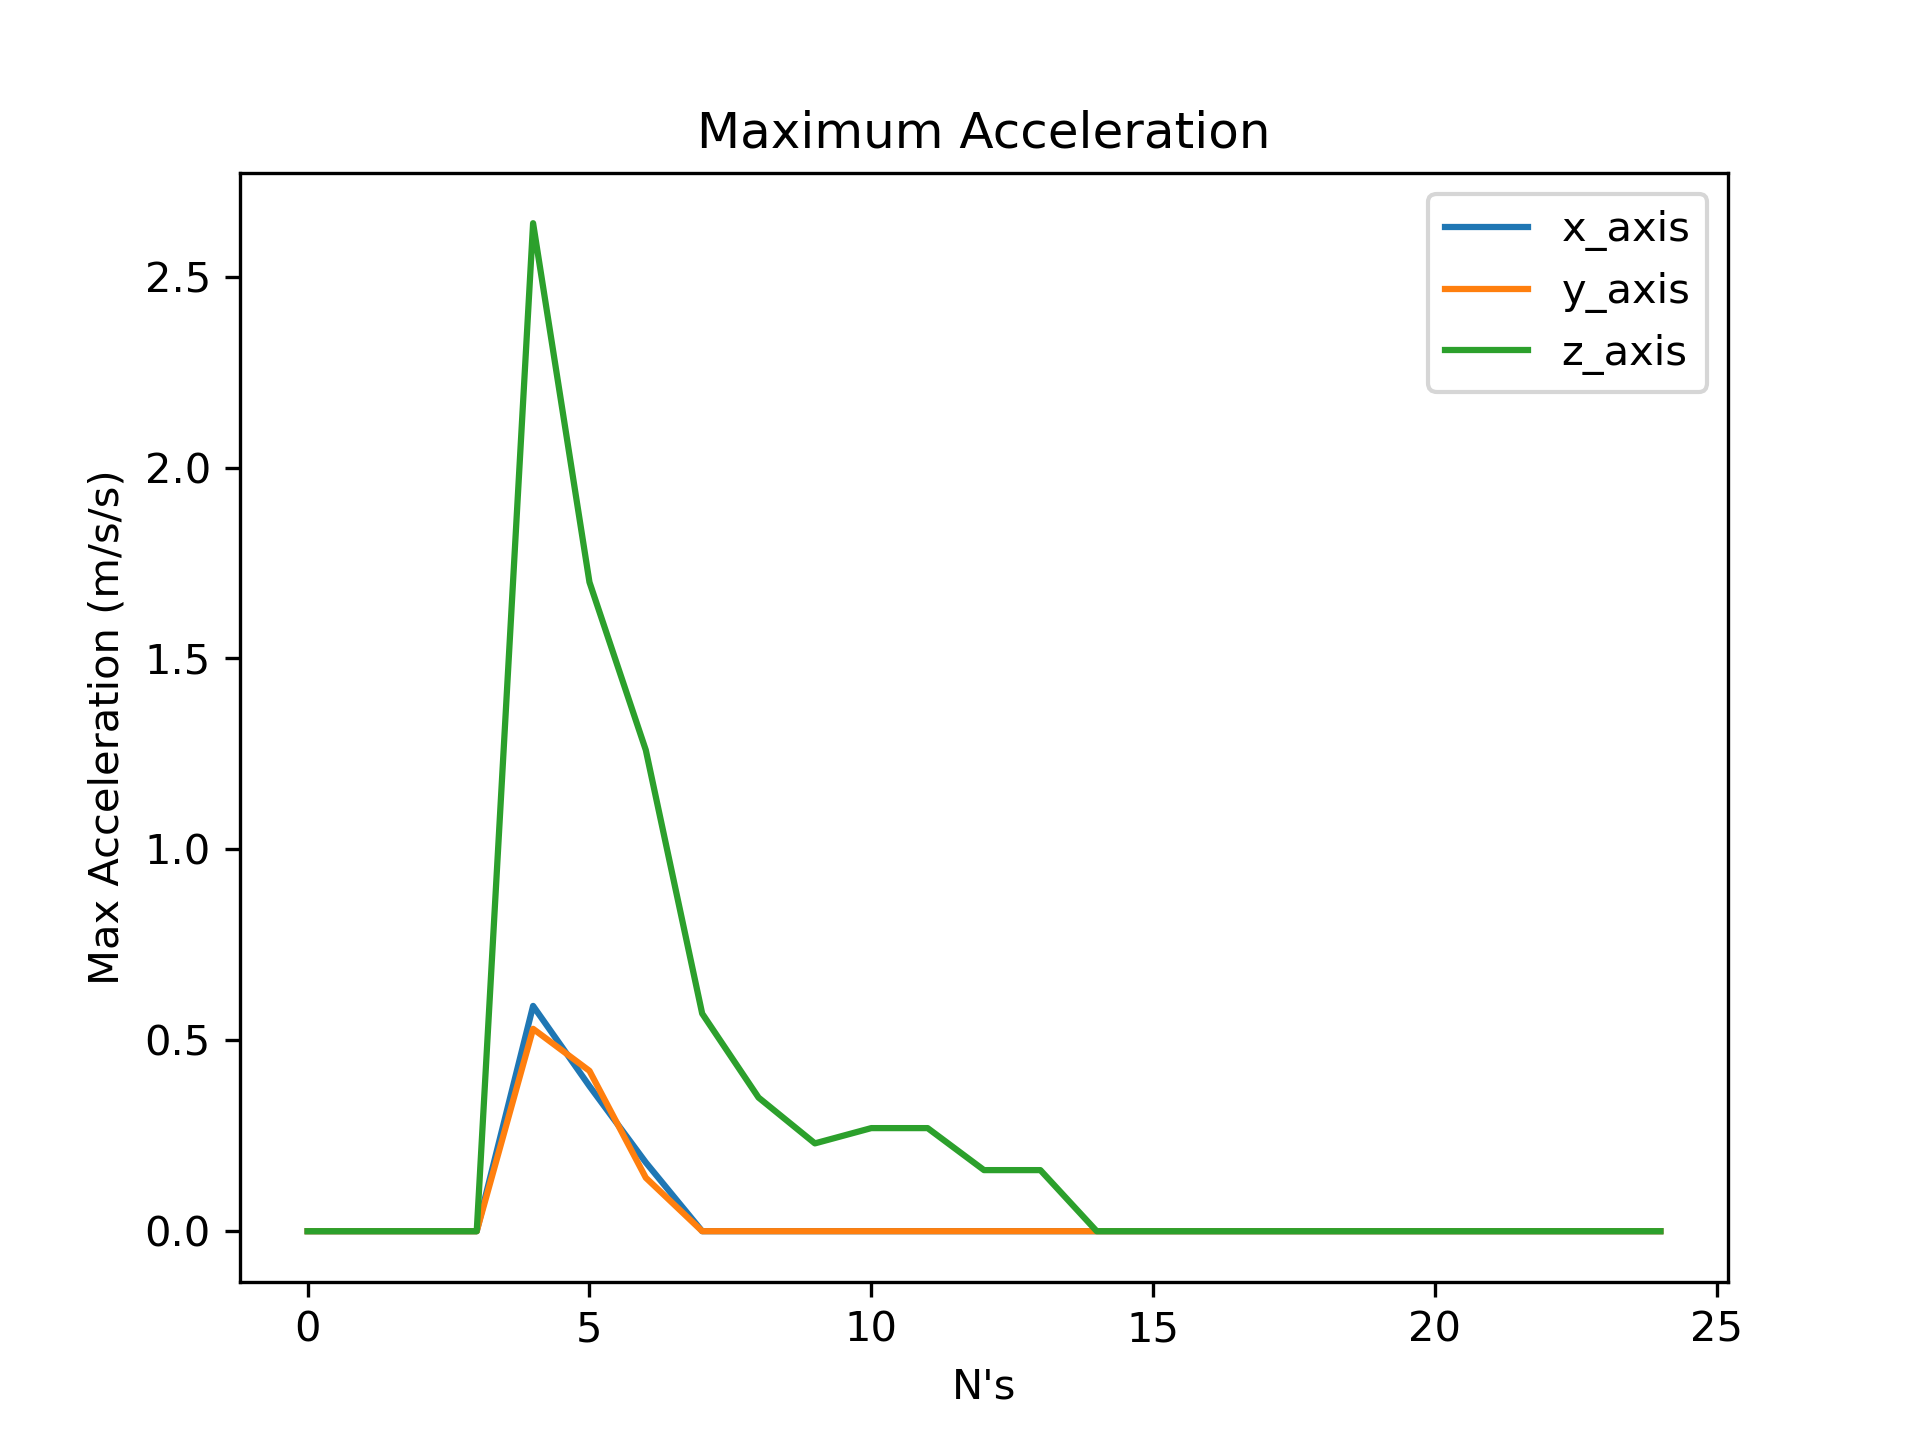 Maximum Acceleration
x_axis
y_axis
z_axis
Max Acceleration (m/s/s)
2.5
2.0
1.5
1.0
0.5
0.0
0 5 10 15 20 25
N's